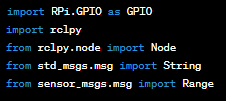 import RPi.GPIO as GPIO
import rclpy
from rclpy.node import Node
from std_msgs.msg import String
from sensor_msgs.msg import Range